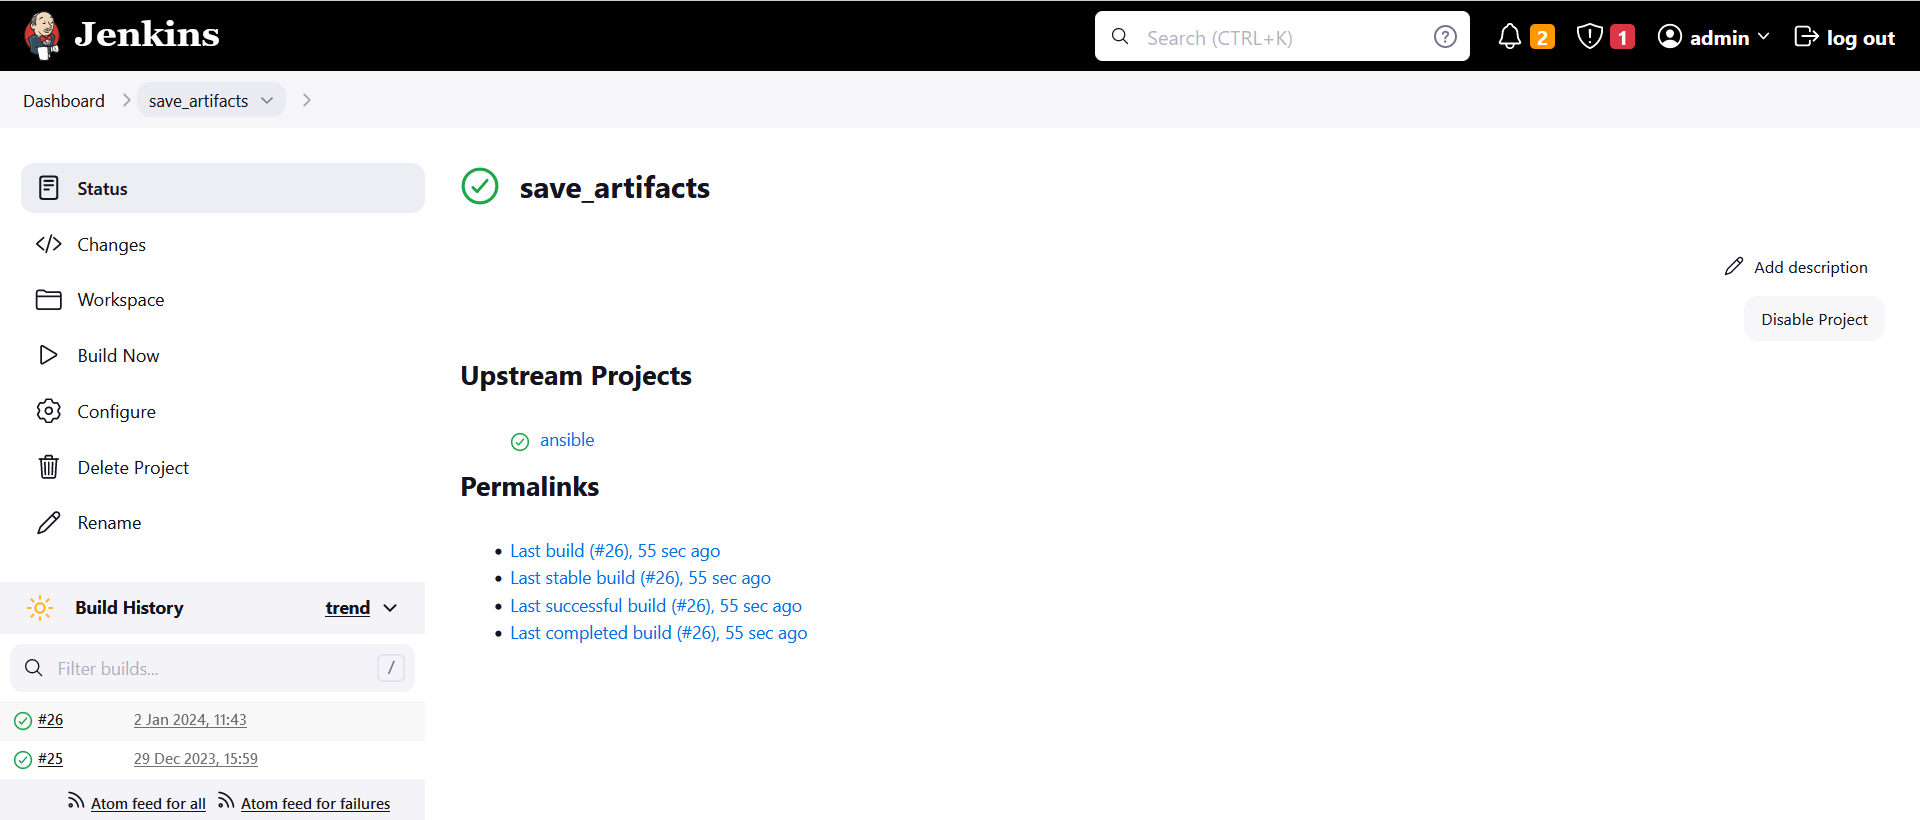 Jenkins
Search (CTRL+K)
2
1
admin
log out
Dashboard
save_artifacts
Status
Changes
Workspace
Build Now
Configure
Delete Project
Rename
Build History
trend
Filter builds...
/
#26 2 Jan 2024, 11:43
#25 29 Dec 2023, 15:59
Atom feed for all Atom feed for failures
save_artifacts
Add description
Disable Project
Upstream Projects
ansible
Permalinks
Last build (#26), 55 sec ago
Last stable build (#26), 55 sec ago
Last successful build (#26), 55 sec ago
Last completed build (#26), 55 sec ago